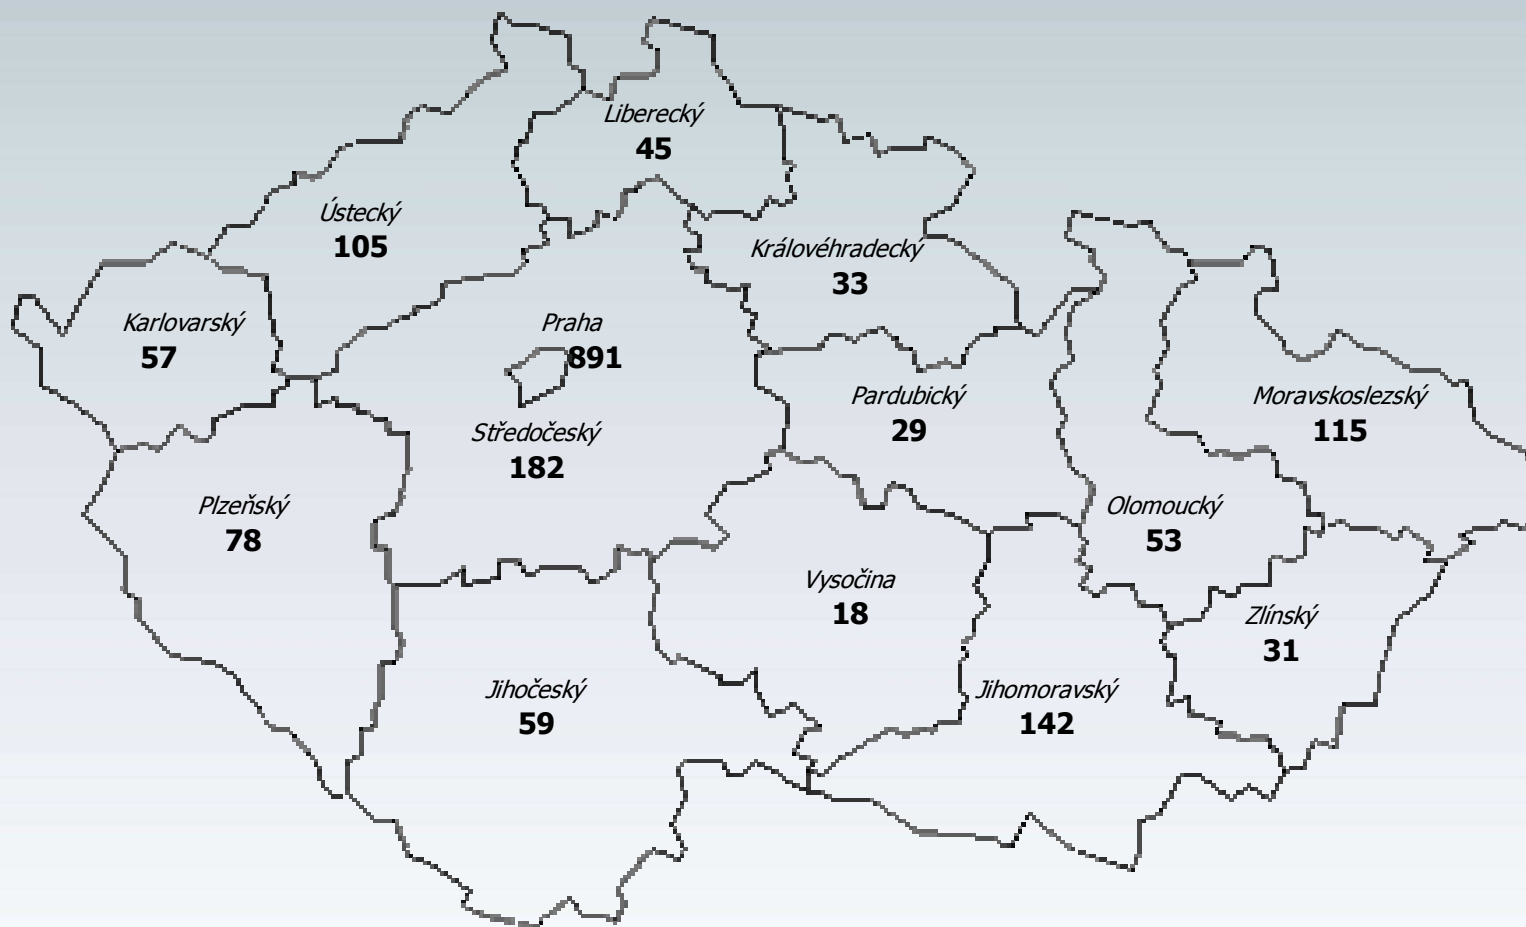 Liberecký
45
Ústecký
105
Královéhradecký
33
Karlovarský
57
Praha
891
Pardubický
29
Moravskoslezský
115
Středočeský
182
Plzeňský
78
Olomoucký
53
Vysočina
18
Zlínský
31
Jihočeský
59
Jihomoravský
142